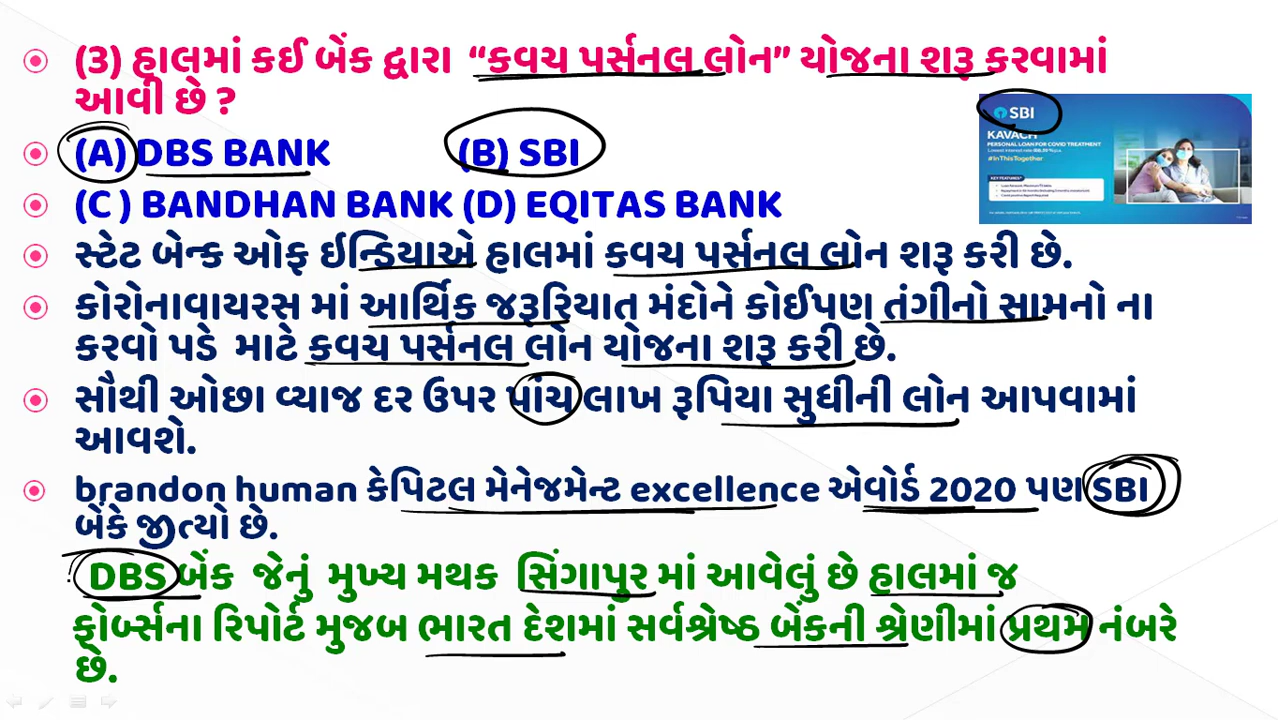 (3) હાલમાં કઈ બેંક દ્વારા “કવચ પર્સનલ લોન” યોજના શરૂ કરવામાં
આવી છે ?
(A) DBS BANK (B) SBI
(C ) BANDHAN BANK (D) EQITAS BANK
SBI
KAVACH
PERSONAL LOAN FOR COVID TREATMENT
#InThisTogether
KEY FEATURES*
સ્ટેટ બેન્ક ઓફ ઈન્ડિયાએ હાલમાં કવચ પર્સનલ લોન શરૂ કરી છે.
કોરોનાવાયરસ માં આર્થિક જરૂરિયાત મંદોને કોઈપણ તંગીનો સામનો ના
કરવો પડે માટે કવચ પર્સનલ લોન યોજના શરૂ કરી છે.
સૌથી ઓછા વ્યાજ દર ઉપર પાંચ લાખ રૂપિયા સુધીની લોન આપવામાં
આવશે.
brandon human કેપિટલ મેનેજમેન્ટ excellence એવોર્ડ 2020 પણ SBI
બેંકે જીત્યો છે.
DBS બેંક જેનું મુખ્ય મથક સિંગાપુર માં આવેલું છે હાલમાં જ
ફોર્બ્સના રિપોર્ટ મુજબ ભારત દેશમાં સર્વશ્રેષ્ઠ બેંકની શ્રેણીમાં પ્રથમ નંબરે
છે.